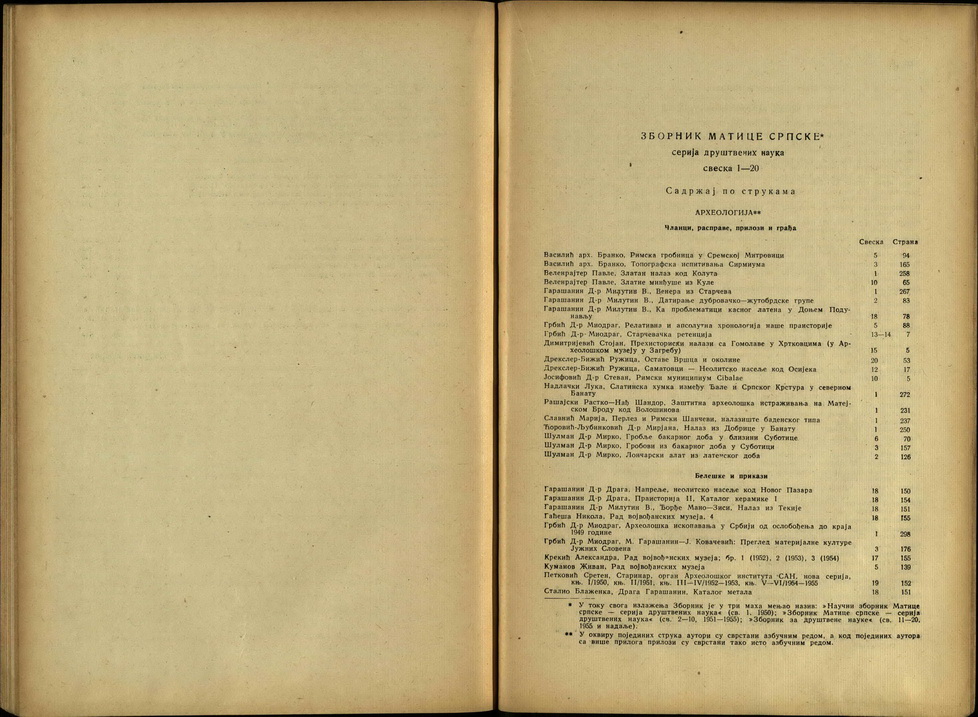 ЗБОРНИК МАТИЦЕ СРПСКЕ*
серија друштвених наука
свеска 1—20
Садржај по струкама
АРХЕОЛОГИЈА**
Чланци, расправе, прилози и грађа
Свеска Страна
Василић арх. Бранко, Римска гробница у Сремској Митровици 5 94
Василић арх. Бранко, Топографска испитивања Сирмиума 3 165
Веленрајтер Павле, Златан налаз код Колута 1 258
Веленрајтер Павле, Златне минђуше из Куле 10 65
Гарашанин Д-р Милутин В., Венера из Старчева 1 267
Гарашанин Д-р Милутин В., Датирање дубровачко—жутобрдске групе 2 83
Гарашанин Д-р Милутин В., Ка проблематици касног латена у Доњем Поду-
нављу 18 78
Грбић Д-р Миодраг, Релативна и апсолутна хронологија наше праисторије 5 88
Грбић Д-р Миодраг, Старчевачка ретенција 13—14 7
Димитријевић Стојан, Прехисториски налази са Гомолаве у Хртковцима (у Ар-
хеолошком музеју у Загребу) 15 5
Дрекслер-Бижић Ружица, Оставе Вршца и околине 20 53
Дрекслер-Бижић Ружица, Саматовци — Неолитско насеље код Осијека 12 17
Јосифовић Д-р Стеван, Римски муниципиум Cibalae 10 5
Надлачки Лука, Слатинска хумка између Ђале и Српског Крстура у северном
Банату 1 272
Рашајски Растко—Нађ Шандор, Заштитна археолошка истраживања на Матеј-
ском Броду код Волошинова 1 231
Славнић Марија, Перлез и Римски Шанчеви, налазиште баденског типа 1 237
Ћоровић-Љубинковић Д-р Мирјана, Налаз из Добрице у Банату 1 250
Шулман Д-р Мирко, Гробље бакарног доба у близини Суботице 6 70
Шулман Д-р Мирко, Гробови из бакарног доба у Суботици 3 157
Шулман Д-р Мирко, Лончарски алат из латенског доба 2 126
Белешке и прикази
Гарашанин Д-р Драга, Напреље, неолитско насеље код Новог Пазара 18 150
Гарашанин Д-р Драга, Праисторија II, Каталог керамике I 18 154
Гарашанин Д-р Милутин В., Ђорђе Мано—Зиси, Налаз из Текије 18 151
Гаћеша Никола, Рад војвођанских музеја, 4 18 155
Грбић Д-р Миодраг, Археолошка ископавања у Србији од ослобођења до краја
1949 године 1 298
Грбић Д-р Миодраг, М. Гарашанин—Ј. Ковачевић: Преглед материјалне културе
Јужних Словена 3 176
Крекић Александра, Рад војвођанских музеја; бр. 1 (1952), 2 (1953), 3 (1954) 17 155
Куманов Живан, Рад војвођанских музеја 5 139
Петковић Сретен, Старинар, орган Археолошког института САН, нова серија,
књ. I/1950, књ. II/1951, књ. III—IV/1952—1953, књ. V—VI/1954—1955 19 152
Сталио Блаженка, Драга Гарашанин, Каталог метала 18 151
* У току свога излажења Зборник је у три маха мењао назив: »Научни зборник Матице
српске — серија друштвених наука« (св. 1, 1950); »Зборник Матице српске — серија
друштвених наука« (св. 2—10, 1951—1955); »Зборник за друштвене науке« (св. 11—20,
1955 и надаље).
** У оквиру појединих струка аутори су сврстани азбучним редом, а код појединих аутора
са више прилога прилози су сврстани тако исто азбучним редом.